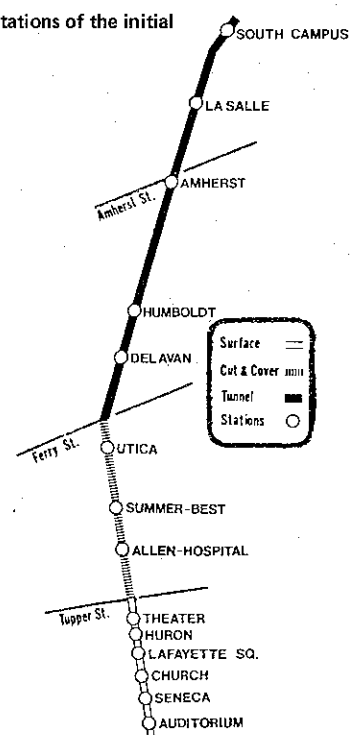 tations of the initial
SOUTH CAMPUS
LA SALLE
AMHERST
Amherst St.
HUMBOLDT
DELAVAN
Surface
Cut & Cover
Tunnel
Stations
Ferry St.
UTICA
SUMMER-BEST
ALLEN-HOSPITAL
Tupper St.
THEATER
HURON
LAFAYETTE SQ.
CHURCH
SENECA
AUDITORIUM